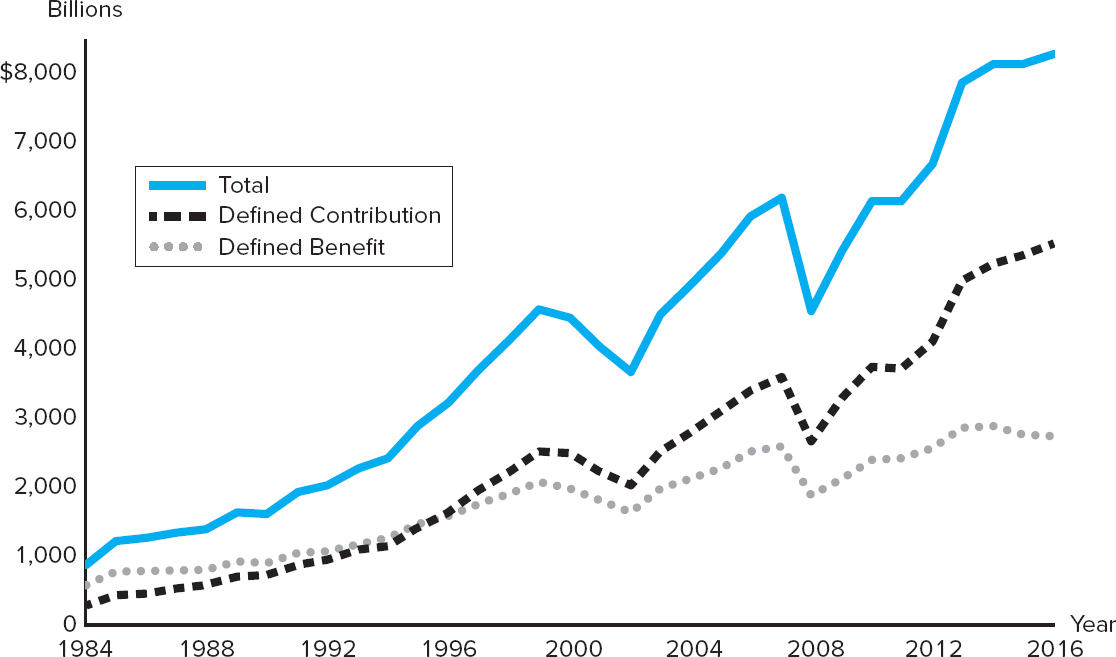 Billions
$8,000
7,000
6,000
5,000
4,000
3,000
2,000
1,000
0
Total
Defined Contribution
Defined Benefit
1984 1988 1992 1996 2000 2004 2008 2012 2016
Year